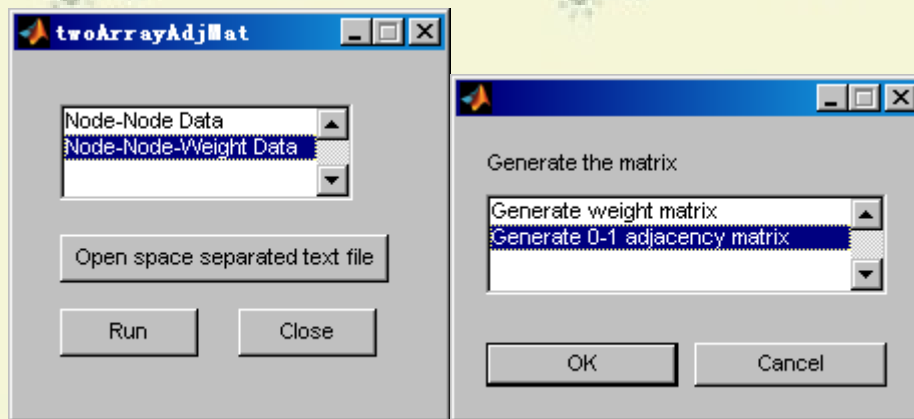 twoArrayAdjMat
Node-Node Data
Node-Node-Weight Data
Open space separated text file
Run
Close
Generate the matrix
Generate weight matrix
Generate 0-1 adjacency matrix
OK
Cancel